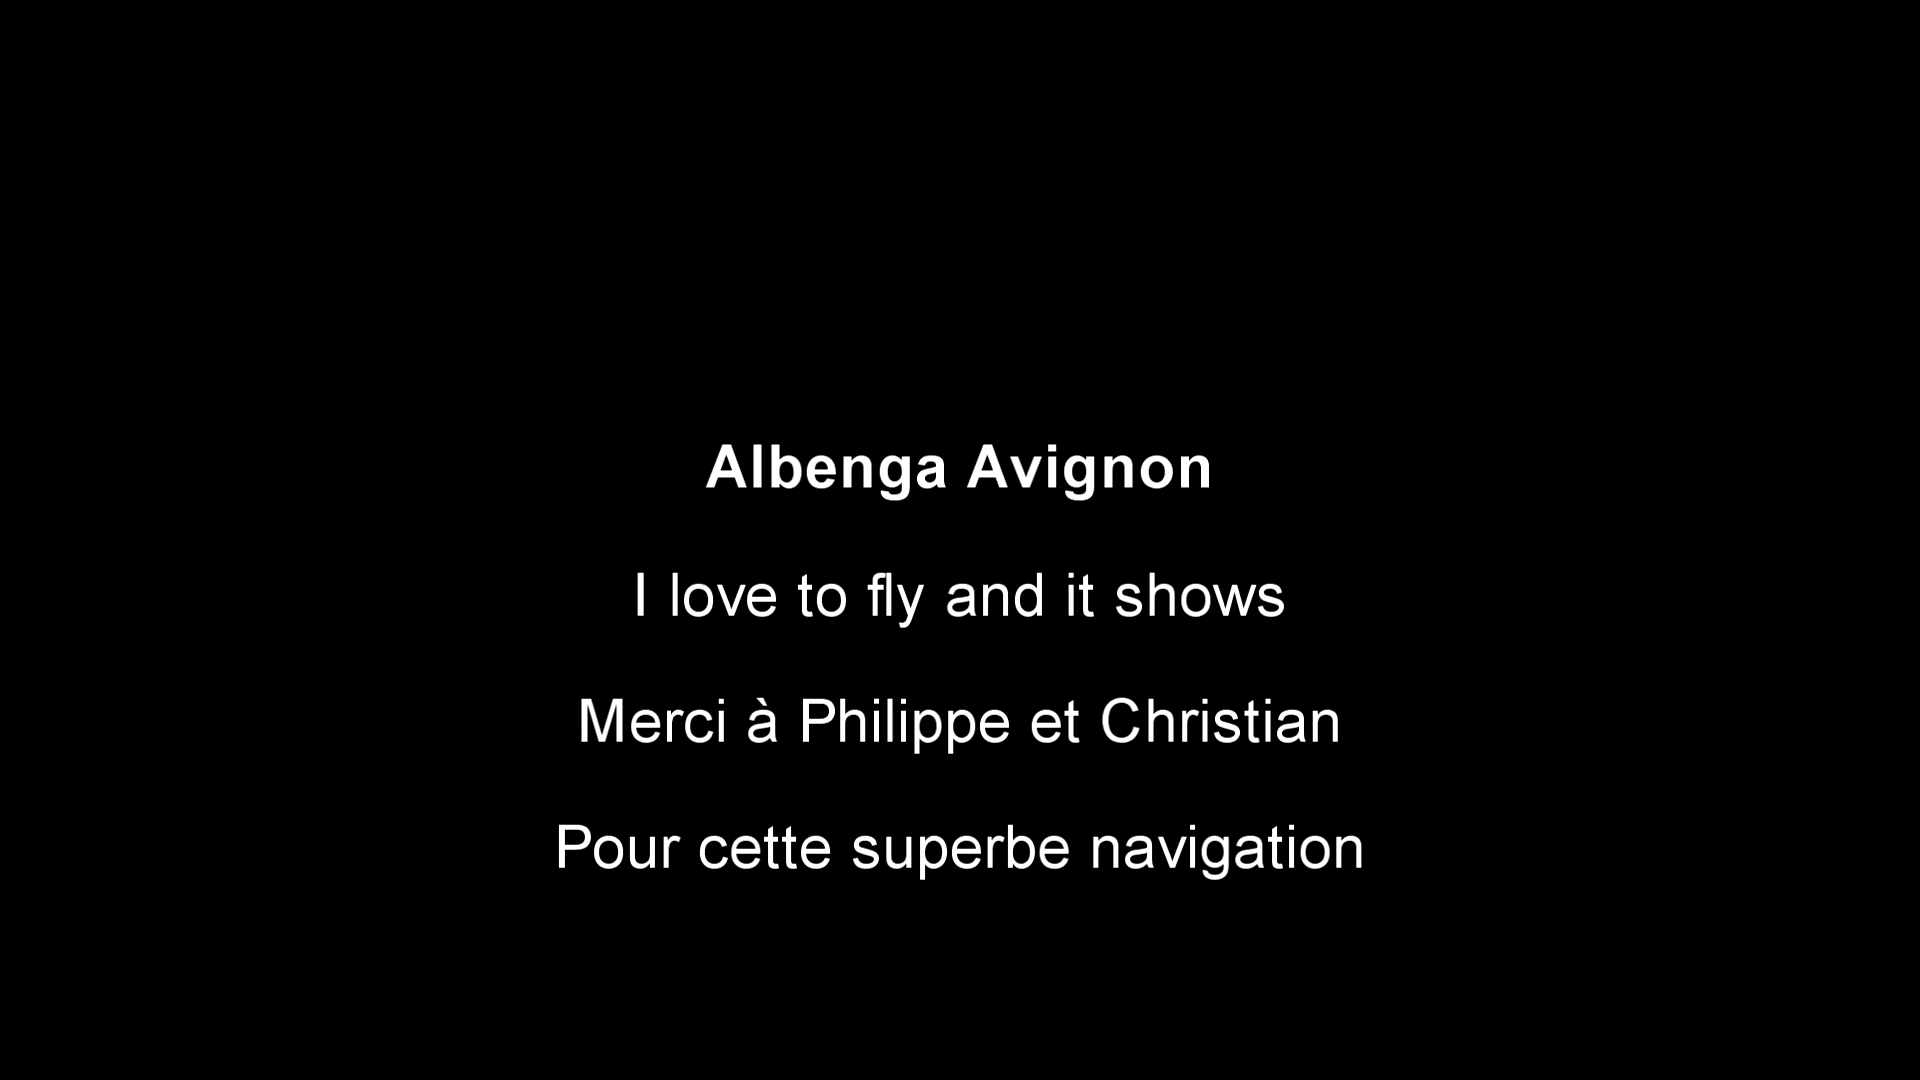 Albenga Avignon
I love to fly and it shows
Merci à Philippe et Christian
Pour cette superbe navigation